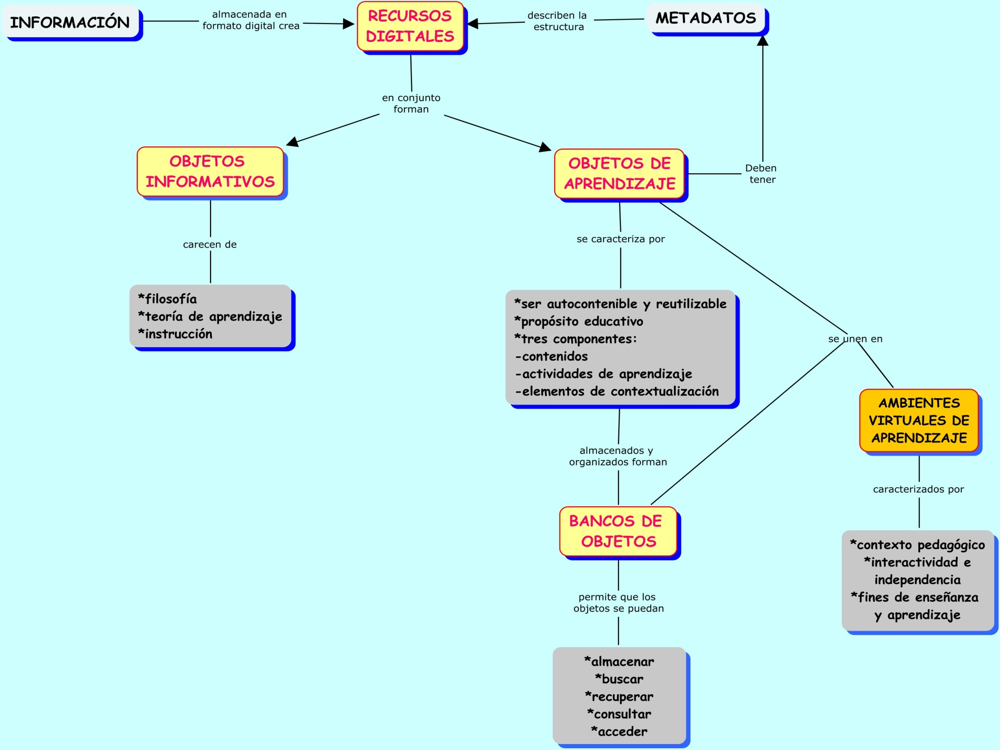 INFORMACIÓN
almacenada en
formato digital crea
RECURSOS
DIGITALES
describen la
estructura
METADATOS
en conjunto
forman
OBJETOS
INFORMATIVOS
OBJETOS DE
APRENDIZAJE
Deben
tener
carecen de
se caracteriza por
*filosofía
*teoría de aprendizaje
*instrucción
*ser autocontenible y reutilizable
*propósito educativo
*tres componentes:
-contenidos
-actividades de aprendizaje
-elementos de contextualización
se unen en
AMBIENTES
VIRTUALES DE
APRENDIZAJE
almacenados y
organizados forman
caracterizados por
BANCOS DE
OBJETOS
*contexto pedagógico
*interactividad e
independencia
*fines de enseñanza
y aprendizaje
permite que los
objetos se puedan
*almacenar
*buscar
*recuperar
*consultar
*acceder